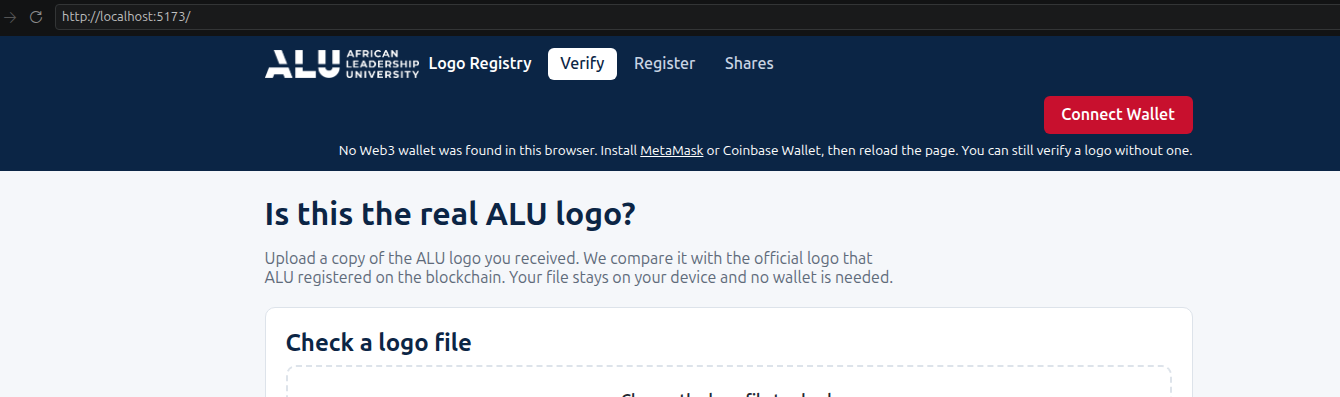 http://localhost:5173/
ALU AFRICAN LEADERSHIP UNIVERSITY Logo Registry Verify Register Shares
Connect Wallet
No Web3 wallet was found in this browser. Install MetaMask or Coinbase Wallet, then reload the page. You can still verify a logo without one.
Is this the real ALU logo?
Upload a copy of the ALU logo you received. We compare it with the official logo that
ALU registered on the blockchain. Your file stays on your device and no wallet is needed.
Check a logo file